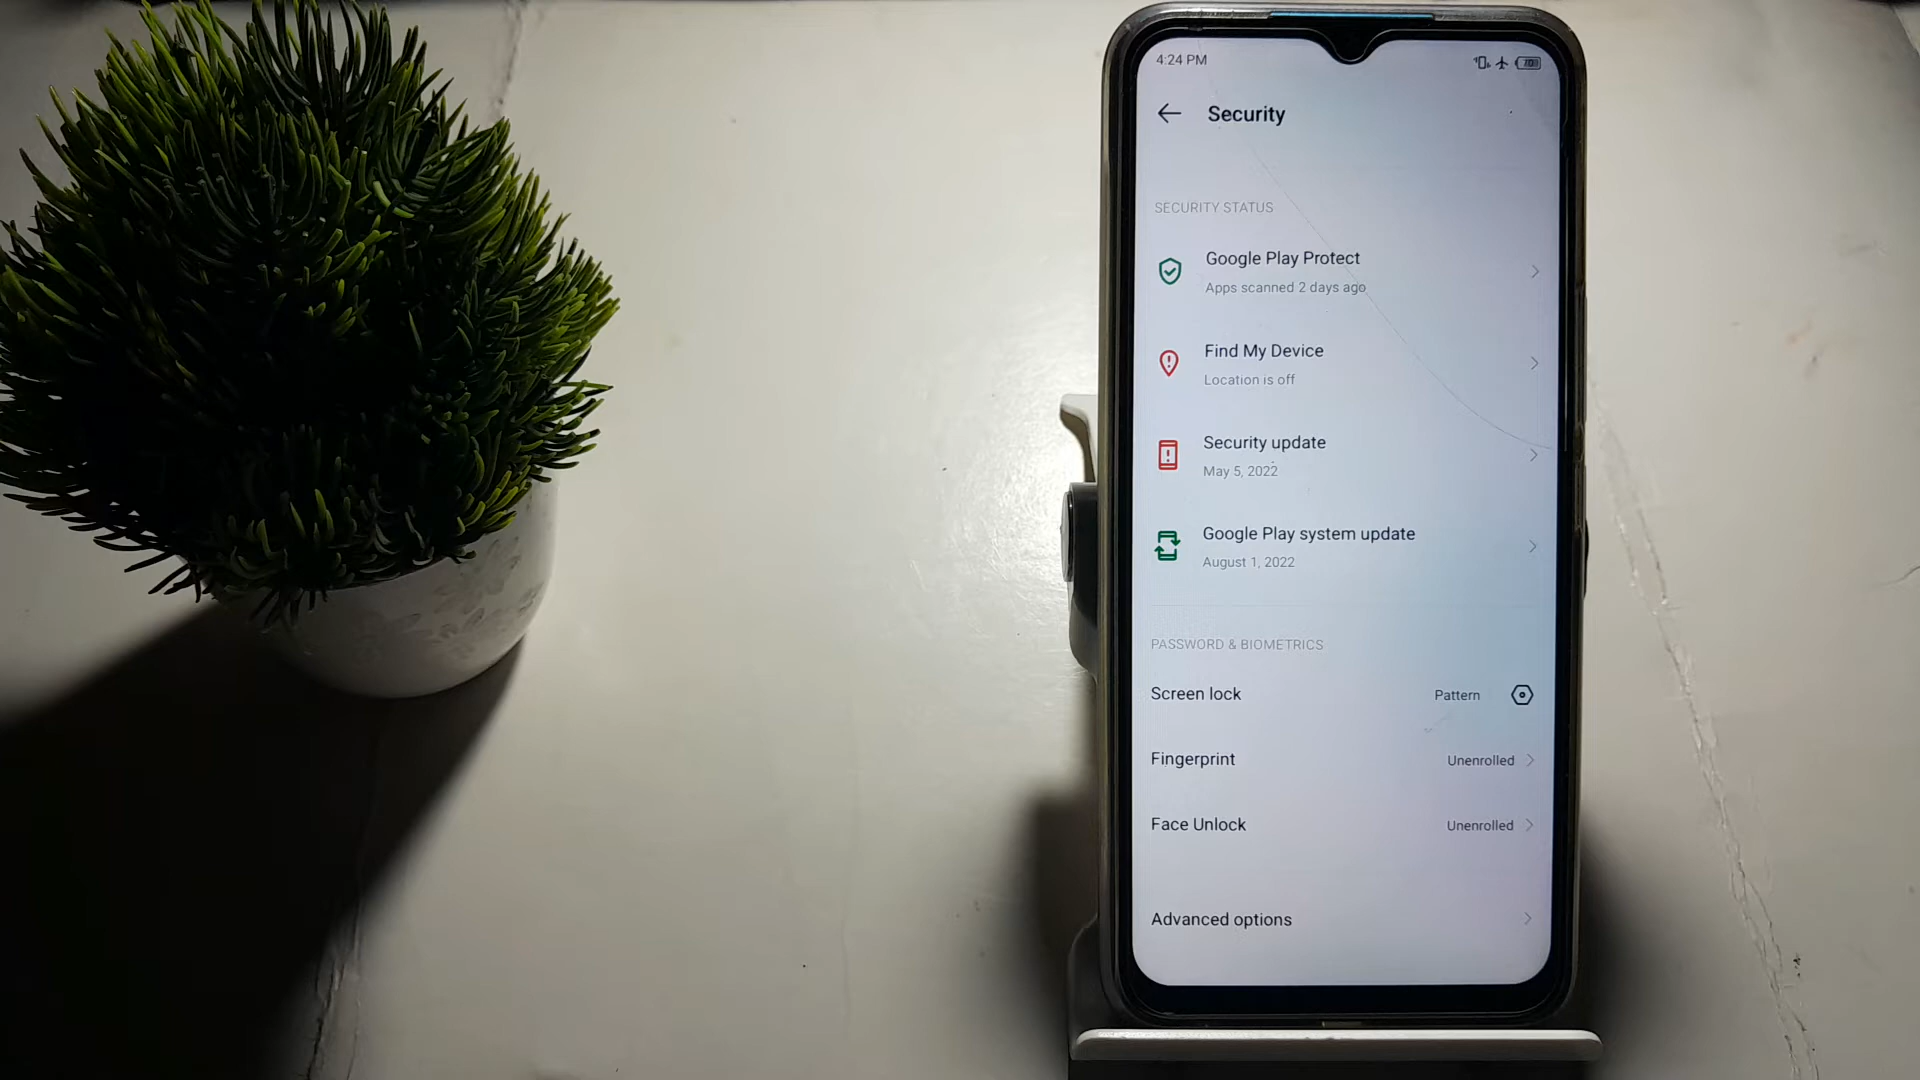 4:24 PM
Security
SECURITY STATUS
Google Play Protect
Apps scanned 2 days ago
Find My Device
Location is off
Security update
May 5, 2022
Google Play system update
August 1, 2022
PASSWORD & BIOMETRICS
Screen lock Pattern
Fingerprint Unenrolled
Face Unlock Unenrolled
Advanced options